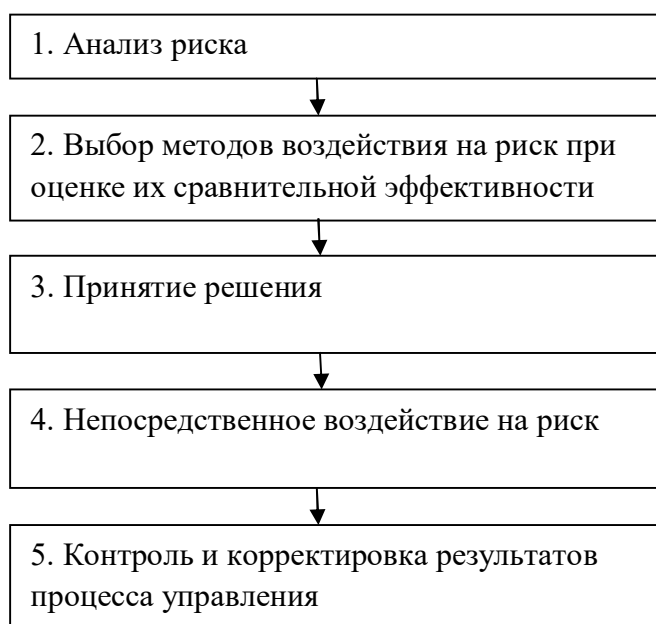 1. Анализ риска
2. Выбор методов воздействия на риск при
оценке их сравнительной эффективности
3. Принятие решения
4. Непосредственное воздействие на риск
5. Контроль и корректировка результатов
процесса управления